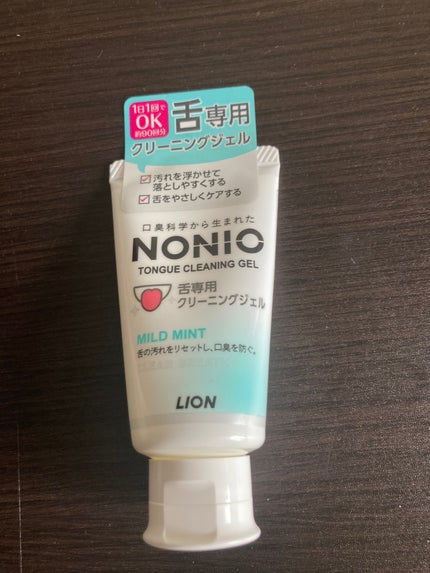 1日1回で
OK
約90回分
舌専用
クリーニングジェル
汚れを浮かせて
落としやすくする
舌をやさしくケアする
口臭科学から生まれた
NONIO
TONGUE CLEANING GEL
舌専用
クリーニングジェル
MILD MINT
舌の汚れをリセットし、口臭を防ぐ。
LION